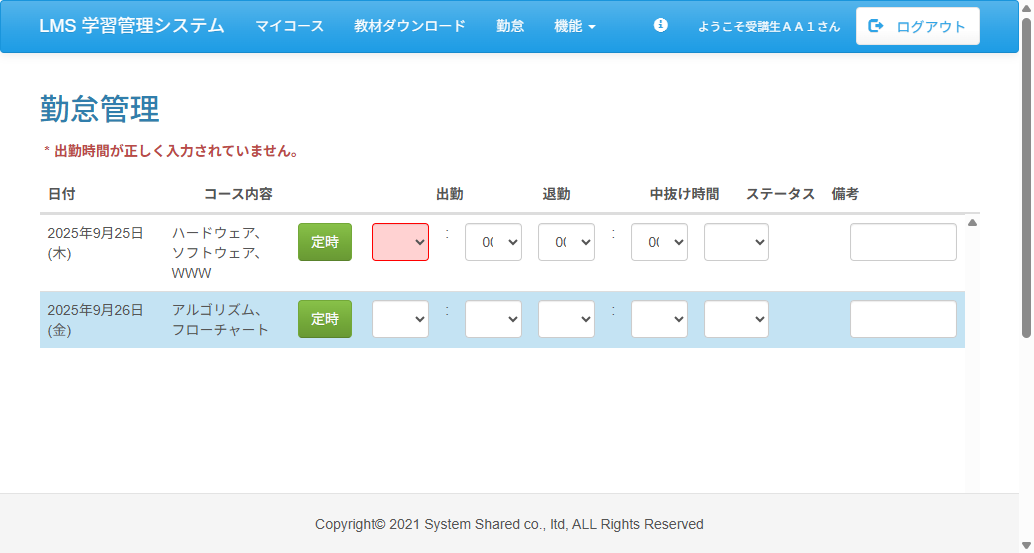 LMS 学習管理システム マイコース 教材ダウンロード 勤怠 機能 ようこそ受講生ＡＡ１さん ログアウト
勤怠管理
* 出勤時間が正しく入力されていません。
日付 コース内容 出勤 退勤 中抜け時間 ステータス 備考
2025年9月25日(木) ハードウェア、ソフトウェア、WWW 定時 : 00 00 : 00
2025年9月26日(金) アルゴリズム、フローチャート 定時 : :
Copyright© 2021 System Shared co., ltd, ALL Rights Reserved